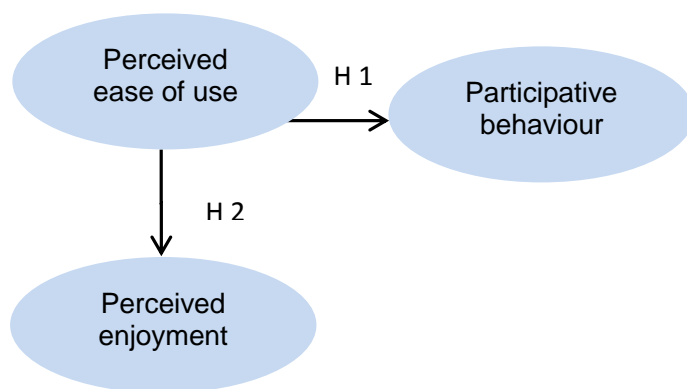 Perceived
ease of use
H 1
Participative
behaviour
H 2
Perceived
enjoyment